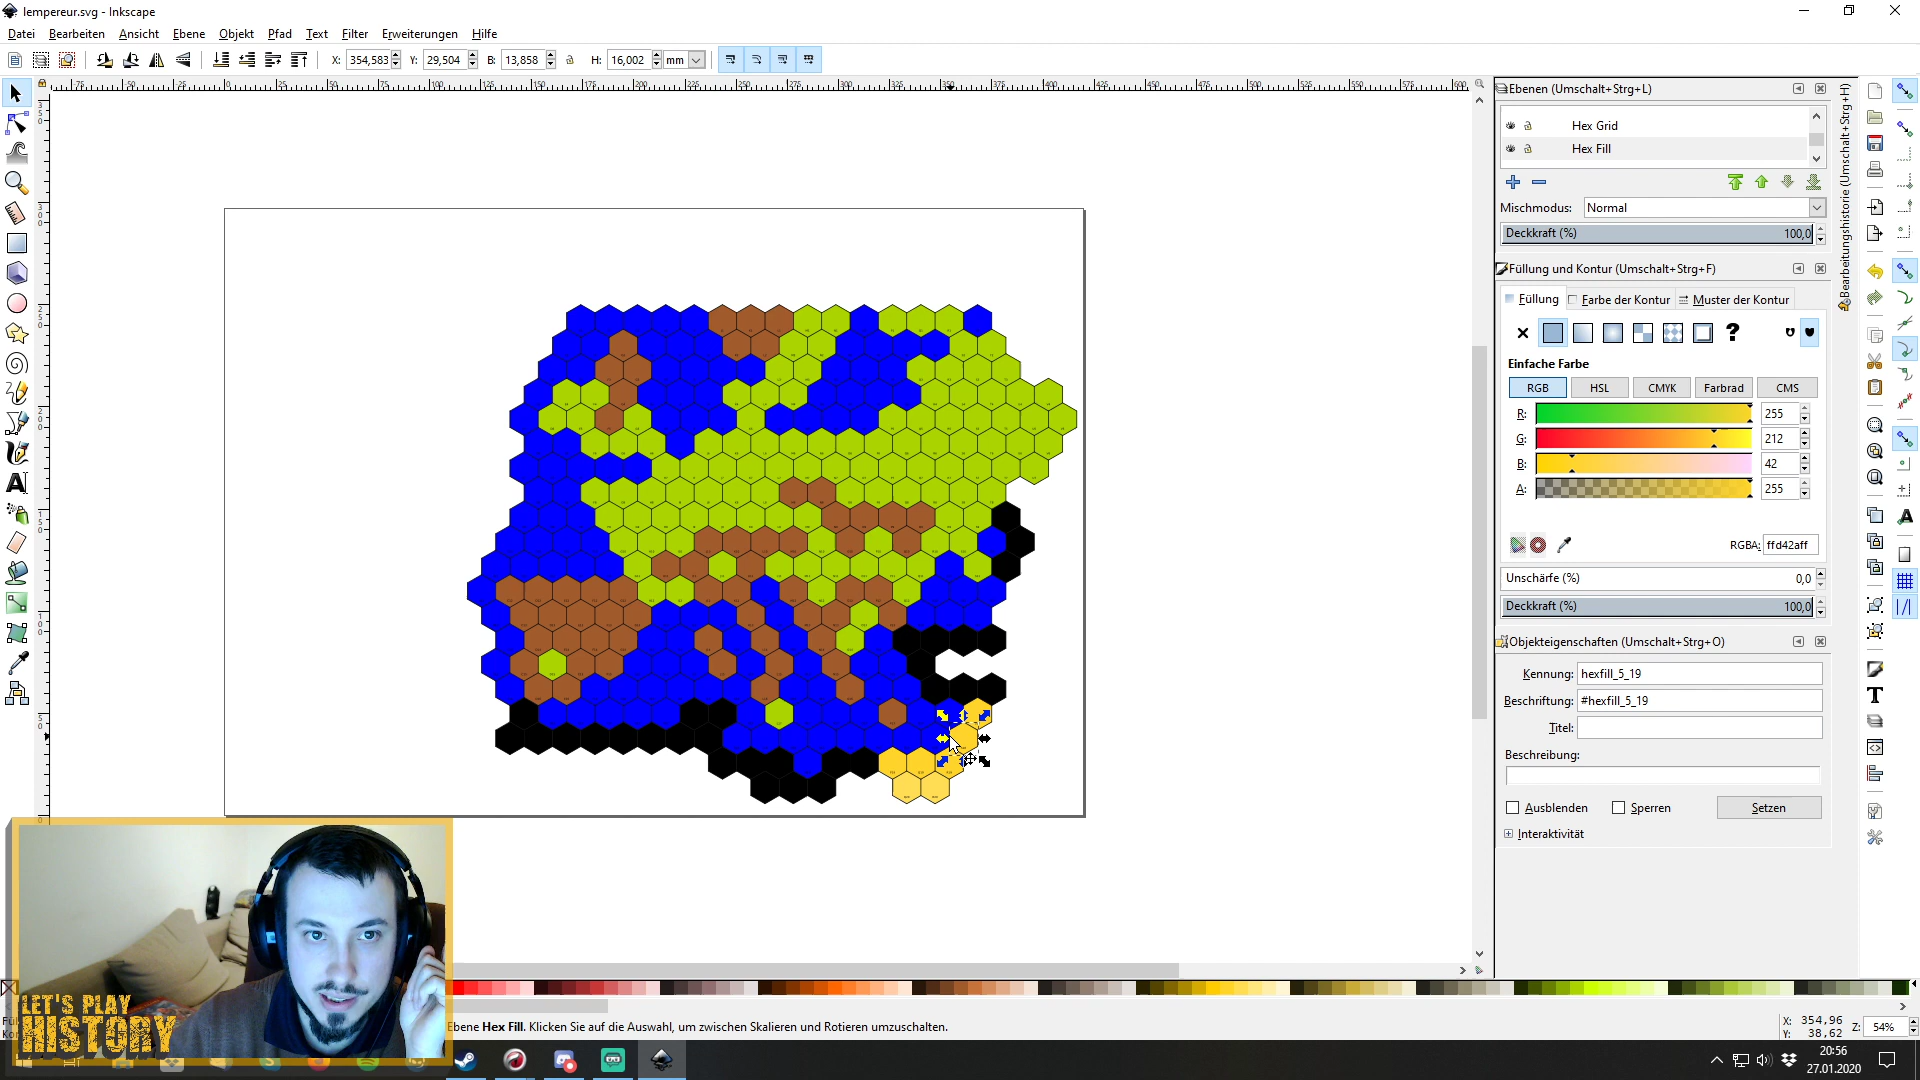 lempereur.svg - Inkscape
Datei Bearbeiten Ansicht Ebene Objekt Pfad Text Filter Erweiterungen Hilfe
X: 354,583 Y: 29,504 B: 13,858 H: 16,002 mm
Ebenen (Umschalt+Strg+L)
Hex Grid
Hex Fill
Mischmodus: Normal
Deckkraft (%) 100,0
Bearbeitungshistorie (Umschalt+Strg+H)
Füllung und Kontur (Umschalt+Strg+F)
Füllung Farbe der Kontur Muster der Kontur
Einfache Farbe
RGB HSL CMYK Farbrad CMS
R: 255
G: 212
B: 42
A: 255
RGBA: ffd42aff
Unschärfe (%) 0,0
Deckkraft (%) 100,0
Objekteigenschaften (Umschalt+Strg+O)
Kennung: hexfill_5_19
Beschriftung: #hexfill_5_19
Titel:
Beschreibung:
Ausblenden Sperren Setzen
Interaktivität
LET'S PLAY
HISTORY
Ebene Hex Fill. Klicken Sie auf die Auswahl, um zwischen Skalieren und Rotieren umzuschalten.
X: 354,96
Y: 38,62
Z: 54%
20:56
27.01.2020